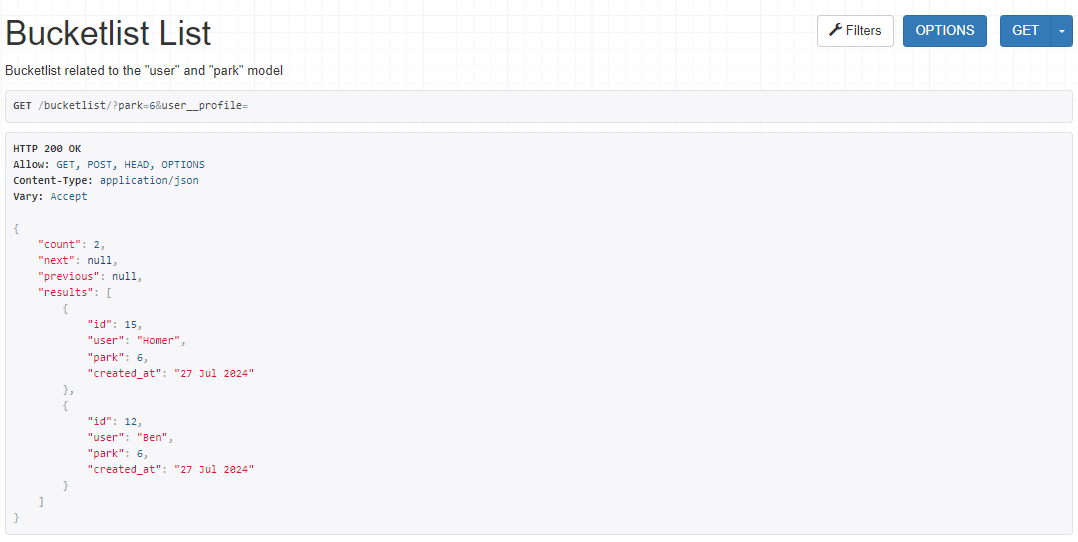 Bucketlist List
Filters
OPTIONS
GET
Bucketlist related to the "user" and "park" model
GET /bucketlist/?park=6&user__profile=
HTTP 200 OK
Allow: GET, POST, HEAD, OPTIONS
Content-Type: application/json
Vary: Accept
{
    "count": 2,
    "next": null,
    "previous": null,
    "results": [
        {
            "id": 15,
            "user": "Homer",
            "park": 6,
            "created_at": "27 Jul 2024"
        },
        {
            "id": 12,
            "user": "Ben",
            "park": 6,
            "created_at": "27 Jul 2024"
        }
    ]
}